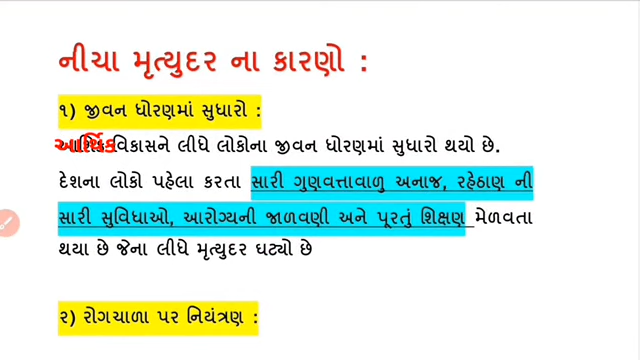 નીચા મૃત્યુદર ના કારણો :
૧) જીવન ધોરણમાં સુધારો :
આર્થિક વિકાસને લીધે લોકોના જીવન ધોરણમાં સુધારો થયો છે.
દેશના લોકો પહેલા કરતા સારી ગુણવત્તાવાળુ અનાજ, રહેઠાણ ની
સારી સુવિધાઓ, આરોગ્યની જાળવણી અને પૂરતું શિક્ષણ મેળવતા
થયા છે જેના લીધે મૃત્યુદર ઘટ્યો છે
૨) રોગચાળા પર નિયંત્રણ :